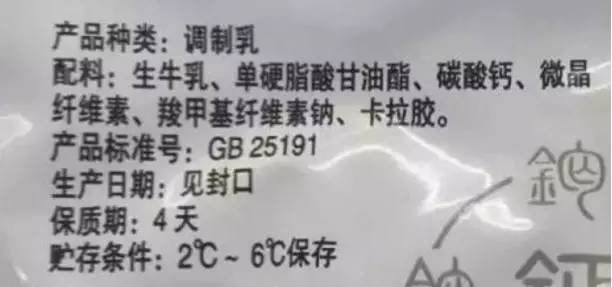 产品种类：调制乳
配料：生牛乳、单硬脂酸甘油酯、碳酸钙、微晶
纤维素、羧甲基纤维素钠、卡拉胶。
产品标准号：GB 25191
生产日期：见封口
保质期：4天
贮存条件：2℃~6℃保存